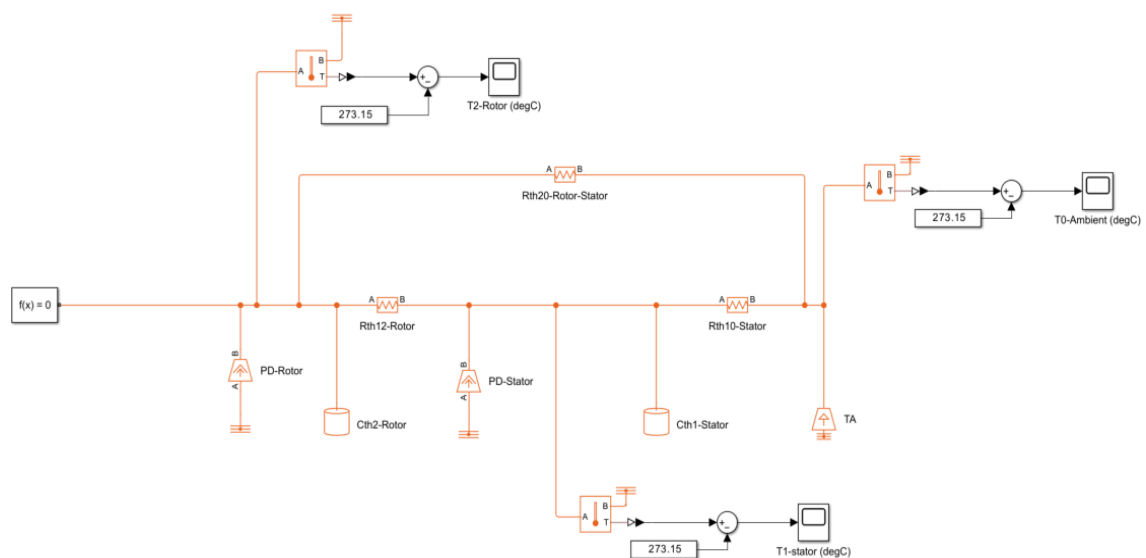 B
A
T
+
-
T2-Rotor (degC)
273.15
A
B
Rth20-Rotor-Stator
B
A
T
+
-
T0-Ambient (degC)
273.15
f(x) = 0
A
B
Rth12-Rotor
A
B
Rth10-Stator
B
PD-Rotor
A
B
PD-Stator
A
Cth2-Rotor
Cth1-Stator
TA
B
A
T
+
-
T1-stator (degC)
273.15